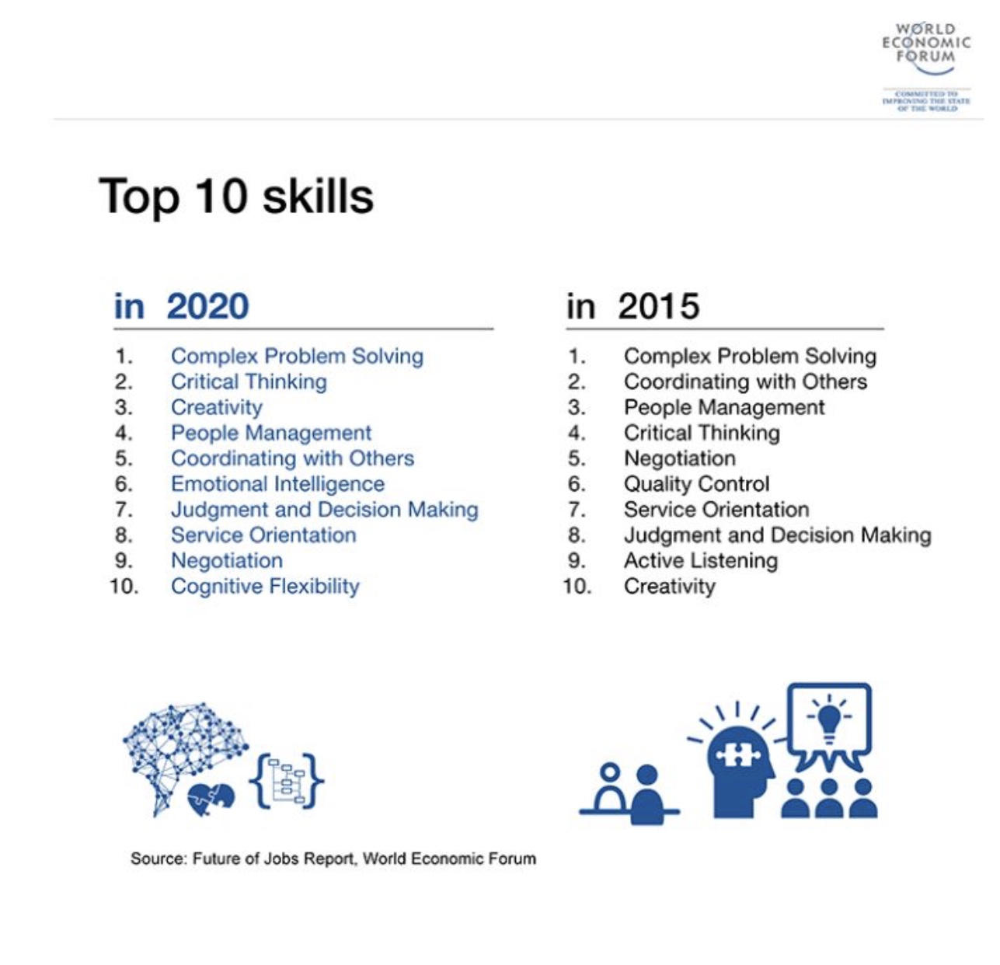 WORLD
ECONOMIC
FORUM
COMMITTED TO
IMPROVING THE STATE
OF THE WORLD
Top 10 skills
in 2020
1. Complex Problem Solving
2. Critical Thinking
3. Creativity
4. People Management
5. Coordinating with Others
6. Emotional Intelligence
7. Judgment and Decision Making
8. Service Orientation
9. Negotiation
10. Cognitive Flexibility
in 2015
1. Complex Problem Solving
2. Coordinating with Others
3. People Management
4. Critical Thinking
5. Negotiation
6. Quality Control
7. Service Orientation
8. Judgment and Decision Making
9. Active Listening
10. Creativity
Source: Future of Jobs Report, World Economic Forum